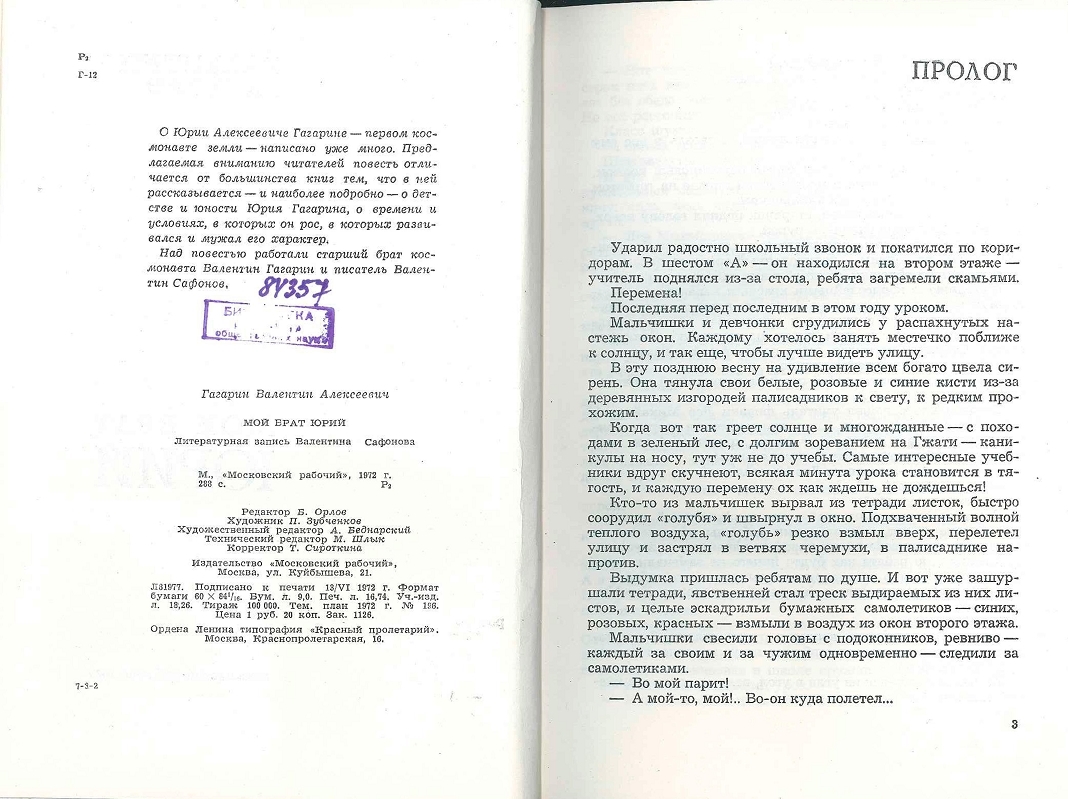 Р2
Г-12
О Юрии Алексеевиче Гагарине — первом кос-
монавте земли — написано уже много. Пред-
лагаемая вниманию читателей повесть отли-
чается от большинства книг тем, что в ней
рассказывается — и наиболее подробно — о дет-
стве и юности Юрия Гагарина, о времени и
условиях, в которых он рос, в которых разви-
вался и мужал его характер.
Над повестью работали старший брат кос-
монавта Валентин Гагарин и писатель Вален-
тин Сафонов.
84357
Гагарин Валентин Алексеевич
МОЙ БРАТ ЮРИЙ
Литературная запись Валентина Сафонова
М., «Московский рабочий», 1972 г.
288 с. Р2
Редактор Б. Орлов
Художник П. Зубченков
Художественный редактор А. Беднарский
Технический редактор М. Шлык
Корректор Т. Сироткина
Издательство «Московский рабочий»,
Москва, ул. Куйбышева, 21.
Л81977. Подписано к печати 13/VI 1972 г. Формат
бумаги 60 × 84 1/16. Бум. л. 9,0. Печ. л. 16,74. Уч.-изд.
л. 18,26. Тираж 100 000. Тем. план 1972 г. № 186.
Цена 1 руб. 20 коп. Зак. 1126.
Ордена Ленина типография «Красный пролетарий».
Москва, Краснопролетарская, 16.
7-3-2
ПРОЛОГ
Ударил радостно школьный звонок и покатился по кори-
дорам. В шестом «А» — он находился на втором этаже —
учитель поднялся из-за стола, ребята загремели скамьями.
Перемена!
Последняя перед последним в этом году уроком.
Мальчишки и девчонки сгрудились у распахнутых на-
стежь окон. Каждому хотелось занять местечко поближе
к солнцу, и так еще, чтобы лучше видеть улицу.
В эту позднюю весну на удивление всем богато цвела си-
рень. Она тянула свои белые, розовые и синие кисти из-за
деревянных изгородей палисадников к свету, к редким про-
хожим.
Когда вот так греет солнце и многожданные — с похо-
дами в зеленый лес, с долгим зореванием на Гжати — кани-
кулы на носу, тут уж не до учебы. Самые интересные учеб-
ники вдруг скучнеют, всякая минута урока становится в тя-
гость, и каждую перемену ох как ждешь не дождешься!
Кто-то из мальчишек вырвал из тетради листок, быстро
соорудил «голубя» и швырнул в окно. Подхваченный волной
теплого воздуха, «голубь» резко взмыл вверх, перелетел
улицу и застрял в ветвях черемухи, в палисаднике на-
против.
Выдумка пришлась ребятам по душе. И вот уже зашур-
шали тетради, явственней стал треск выдираемых из них ли-
стов, и целые эскадрильи бумажных самолетиков — синих,
розовых, красных — взмыли в воздух из окон второго этажа.
Мальчишки свесили головы с подоконников, ревниво —
каждый за своим и за чужим одновременно — следили за
самолетиками.
— Во мой парит!
— А мой-то, мой!.. Во-он куда полетел...
3